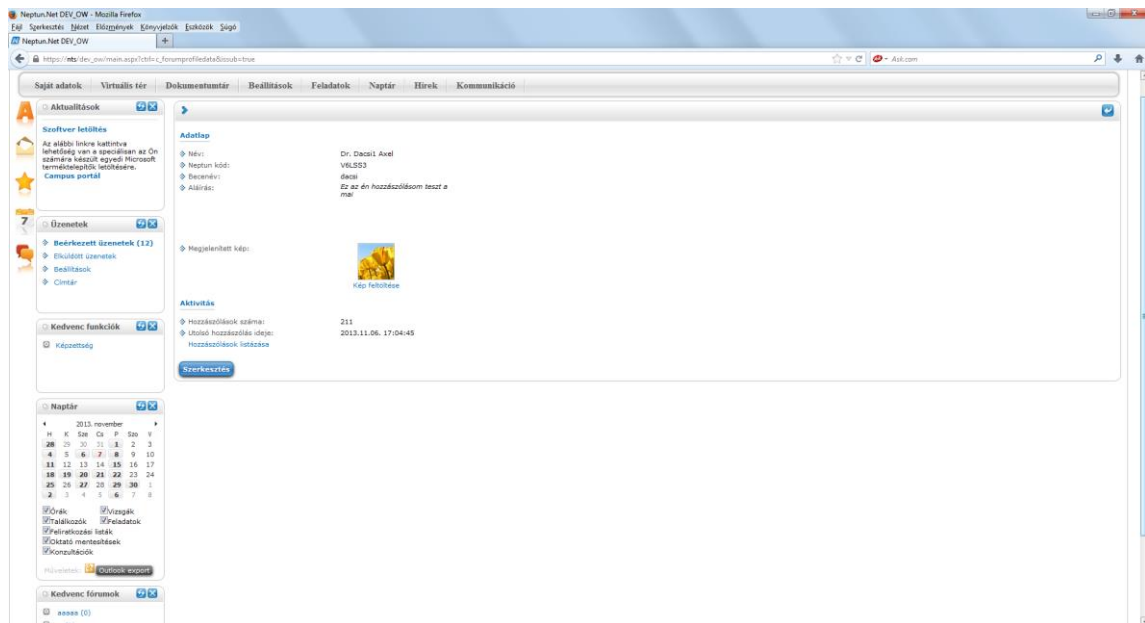 Neptun.Net DEV_OW - Mozilla Firefox
Fájl Szerkesztés Nézet Előzmények Könyvjelzők Eszközök Súgó
Neptun.Net DEV_OW +
https://nts/dev_ow/main.aspx?ctrl=c_forumprofiledata&issub=true
Ask.com
Saját adatok Virtuális tér Dokumentumtár Beállítások Feladatok Naptár Hírek Kommunikáció
Aktualitások
Szoftver letöltés
Az alábbi linkre kattintva
lehetőség van a speciálisan az Ön
számára készült egyedi Microsoft
terméktelepítők letöltésére.
Campus portál
Üzenetek
Beérkezett üzenetek (12)
Elküldött üzenetek
Beállítások
Címtár
Kedvenc funkciók
Képzettség
Naptár
2013. november
H K Sze Cs P Szo V
28 29 30 31 1 2 3
4 5 6 7 8 9 10
11 12 13 14 15 16 17
18 19 20 21 22 23 24
25 26 27 28 29 30 1
2 3 4 5 6 7 8
Órák Vizsgák
Találkozók Feladatok
Feliratkozási listák
Oktató mentesítések
Konzultációk
Műveletek: Outlook export
Kedvenc fórumok
aaaaa (0)
Adatlap
Név: Dr. Dacsi1 Axel
Neptun kód: V6LSS3
Becenév: dacsi
Aláírás: Ez az én hozzászólásom teszt a
mai
Megjelenített kép:
Kép feltöltése
Aktivitás
Hozzászólások száma: 211
Utolsó hozzászólás ideje: 2013.11.06. 17:04:45
Hozzászólások listázása
Szerkesztés
7